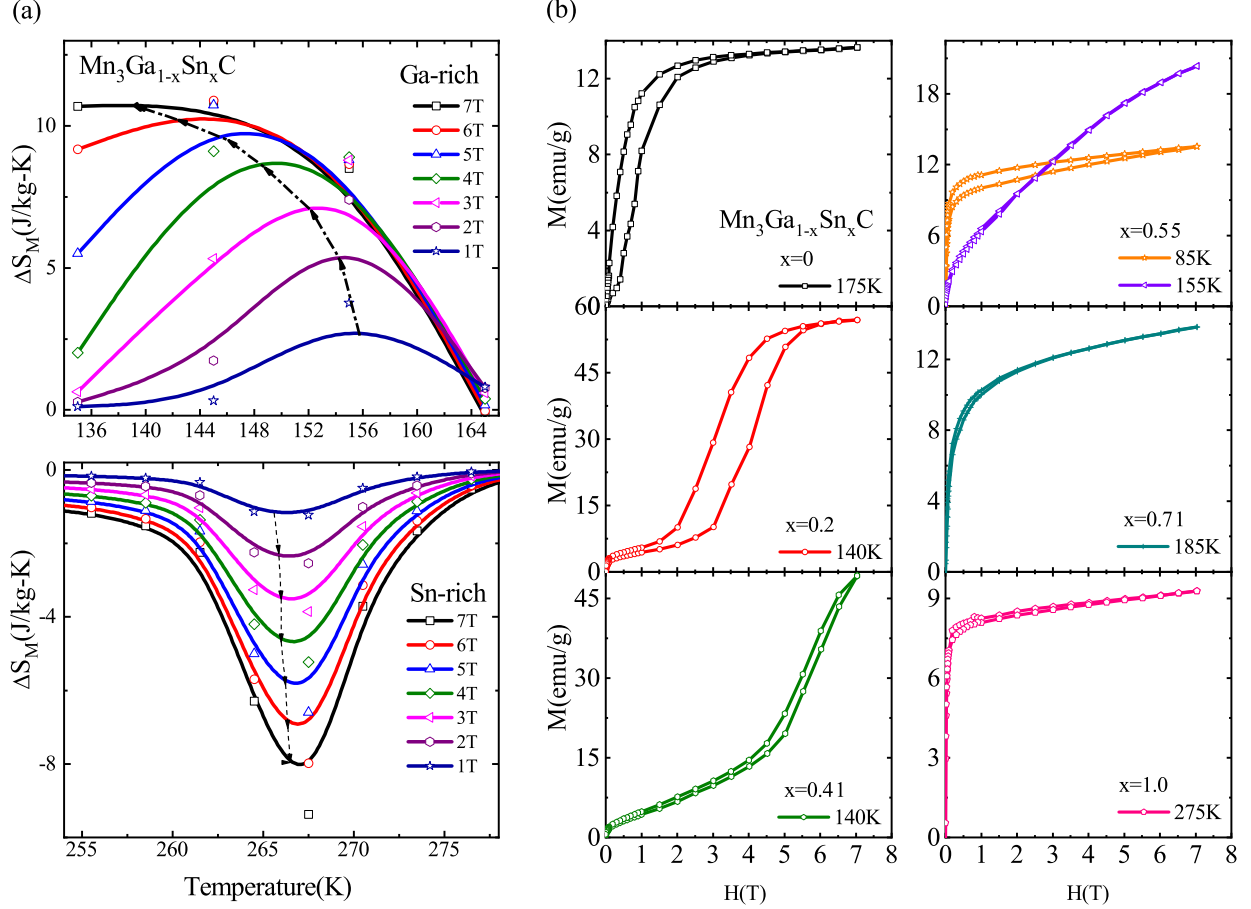 (a)
Mn3Ga1-xSnxC
Ga-rich
7T
6T
5T
4T
3T
2T
1T
ΔSM(J/kg-K)
10
5
0
136 140 144 148 152 156 160 164
Sn-rich
7T
6T
5T
4T
3T
2T
1T
ΔSM(J/kg-K)
0
-4
-8
255 260 265 270 275
Temperature(K)
(b)
M(emu/g)
12
8
4
0
Mn3Ga1-xSnxC
x=0
175K
M(emu/g)
60
45
30
15
0
x=0.2
140K
M(emu/g)
45
30
15
0
x=0.41
140K
0 1 2 3 4 5 6 7 8
H(T)
18
12
6
0
x=0.55
85K
155K
12
8
4
0
x=0.71
185K
9
6
3
0
x=1.0
275K
0 1 2 3 4 5 6 7 8
H(T)